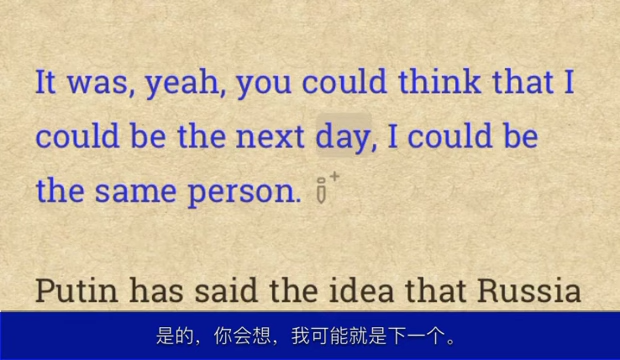 It was, yeah, you could think that I
could be the next day, I could be
the same person.
Putin has said the idea that Russia
是的，你会想，我可能就是下一个。